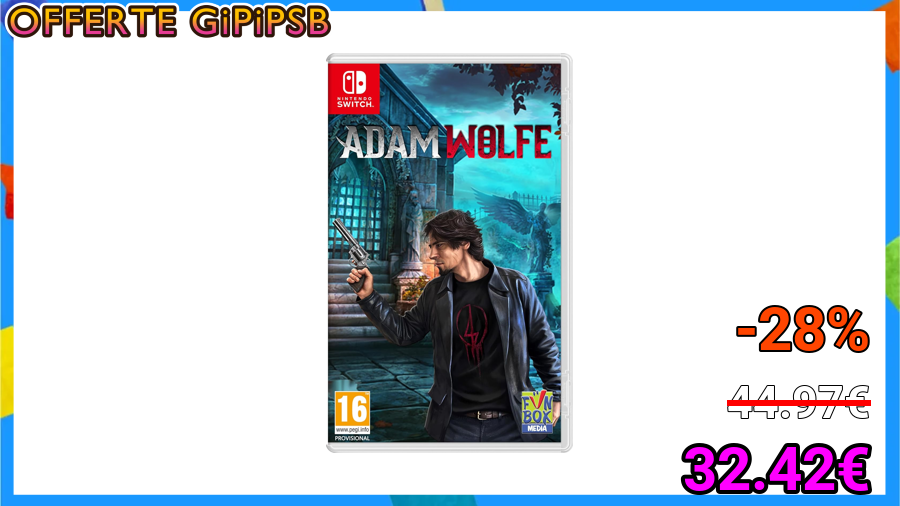 OFFERTE GiPiPSB
NINTENDO
SWITCH.
ADAM WOLFE
16
www.pegi.info
PROVISIONAL
FUN
BOX
MEDIA
-28%
44.97€
32.42€